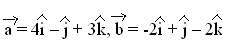 a⃗ = 4î – ĵ + 3k̂, b⃗ = -2î + ĵ – 2k̂